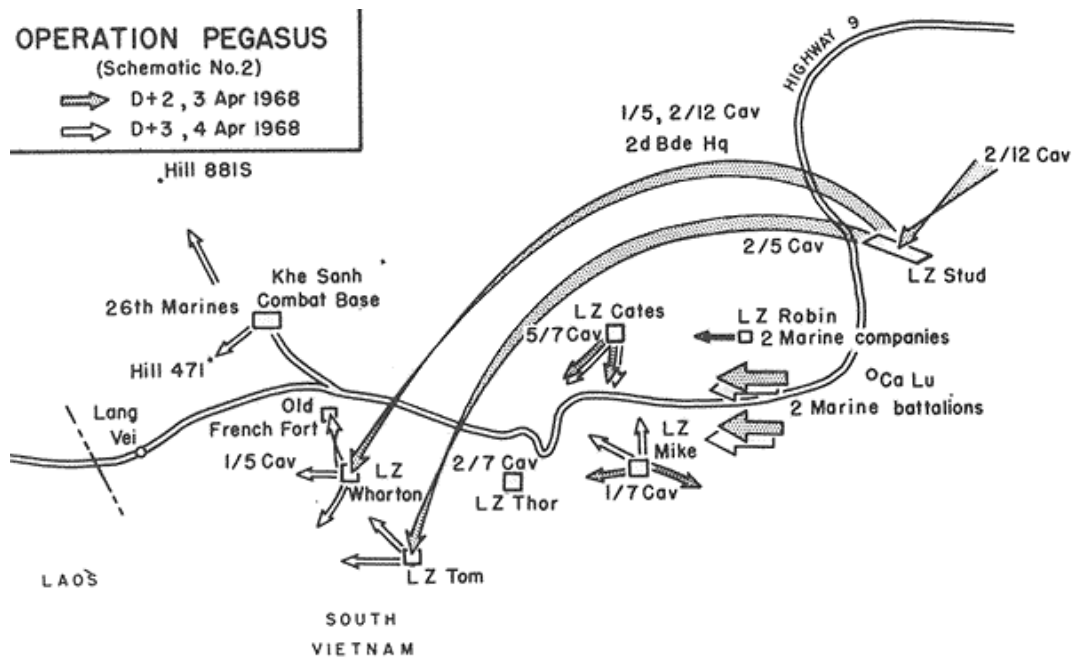 OPERATION PEGASUS
(Schematic No.2)
D+2, 3 Apr 1968
D+3, 4 Apr 1968
HIGHWAY 9
1/5, 2/12 Cav
2d Bde Hq
2/12 Cav
Hill 881S
2/5 Cav
LZ Stud
Khe Sanh
Combat Base
26th Marines
LZ Cates
5/7 Cav
LZ Robin
2 Marine companies
Hill 471
Ca Lu
2 Marine battalions
Lang
Vei
Old
French Fort
1/5 Cav
LZ
Wharton
2/7 Cav
LZ Thor
LZ
Mike
1/7 Cav
LZ Tom
LAOS
SOUTH
VIETNAM